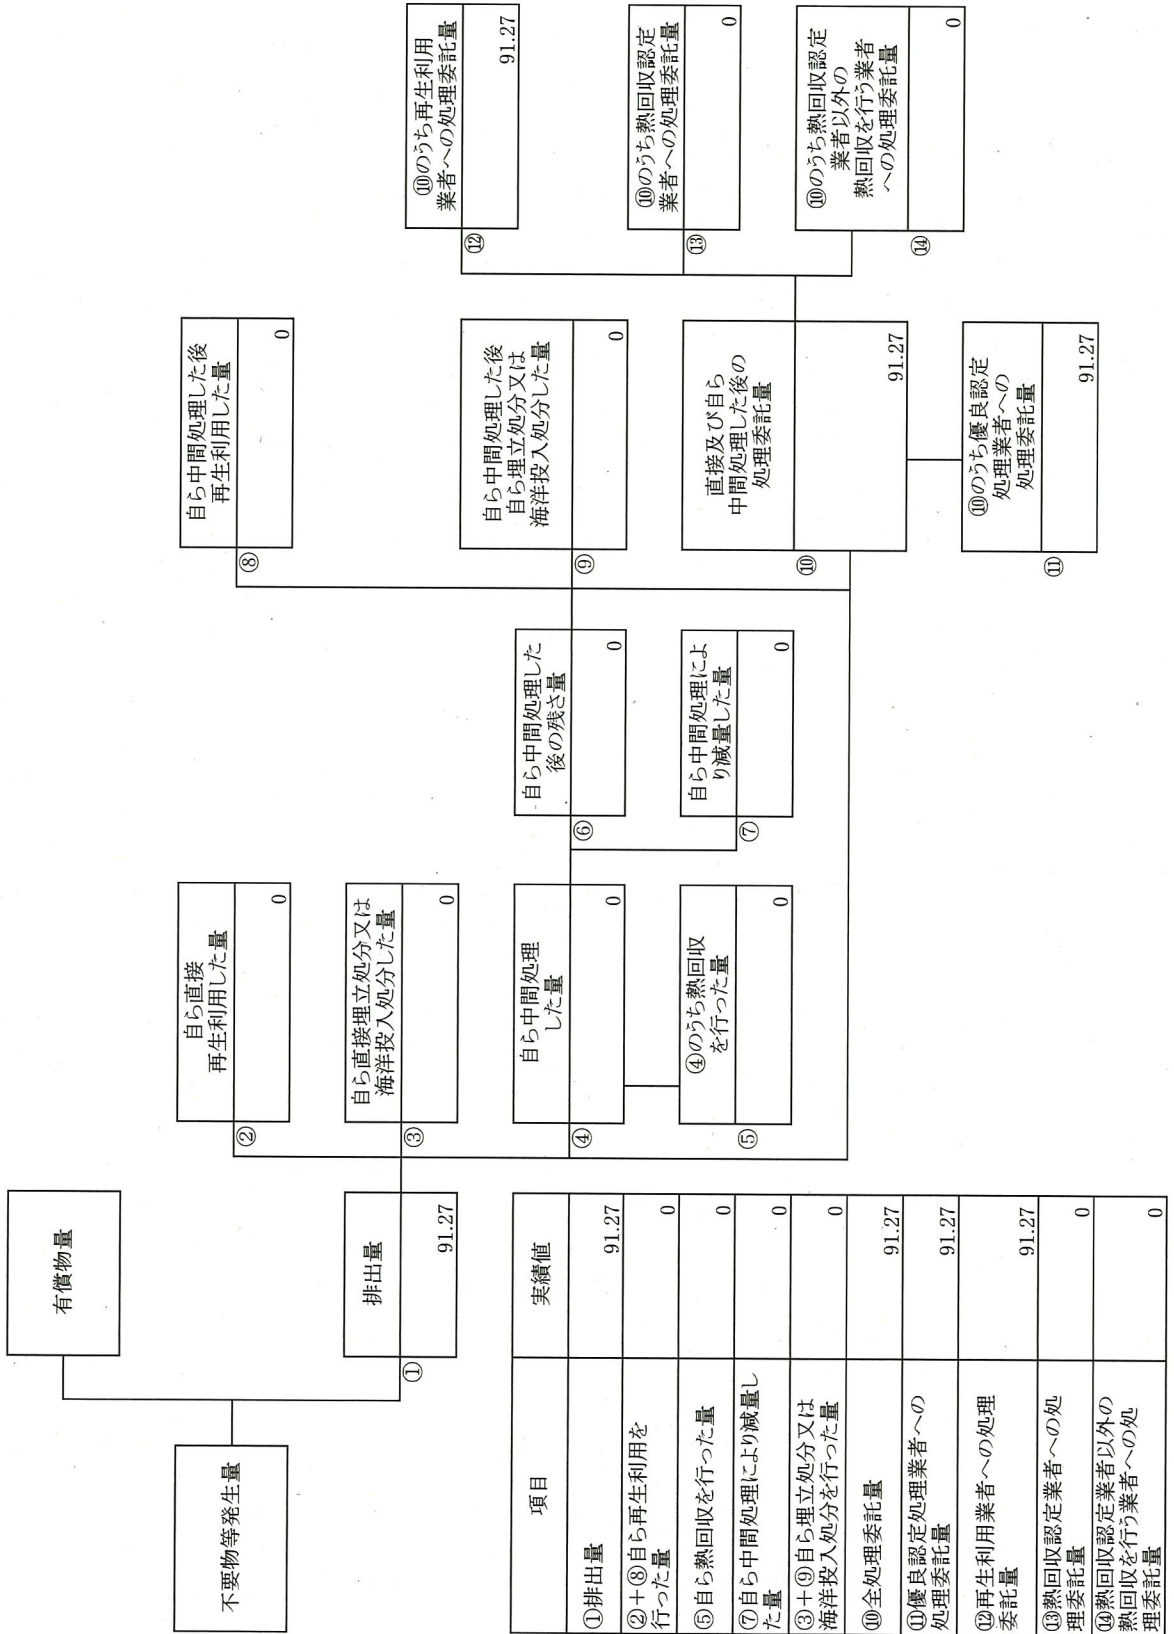 不要物等発生量
有償物量
排出量
①
91.27
自ら直接
再生利用した量
②
0
自ら直接埋立処分又は
海洋投入処分した量
③
0
自ら中間処理
した量
④
0
④のうち熱回収
を行った量
⑤
0
自ら中間処理した
後の残さ量
⑥
0
自ら中間処理によ
り減量した量
⑦
0
自ら中間処理した後
再生利用した量
⑧
0
自ら中間処理した後
自ら埋立処分又は
海洋投入処分した量
⑨
0
直接及び自ら
中間処理した後の
処理委託量
⑩
91.27
⑩のうち優良認定
処理業者への
処理委託量
⑪
91.27
⑩のうち再生利用
業者への処理委託量
⑫
91.27
⑩のうち熱回収認定
業者への処理委託量
⑬
0
⑩のうち熱回収認定
業者以外の
熱回収を行う業者
への処理委託量
⑭
0
項目 実績値
①排出量 91.27
②+⑧自ら再生利用を
行った量 0
⑤自ら熱回収を行った量 0
⑦自ら中間処理により減量し
た量 0
③+⑨自ら埋立処分又は
海洋投入処分を行った量 0
⑩全処理委託量 91.27
⑪優良認定処理業者への
処理委託量 91.27
⑫再生利用業者への処理
委託量 91.27
⑬熱回収認定業者への処
理委託量 0
⑭熱回収認定業者以外の
熱回収を行う業者への処
理委託量 0